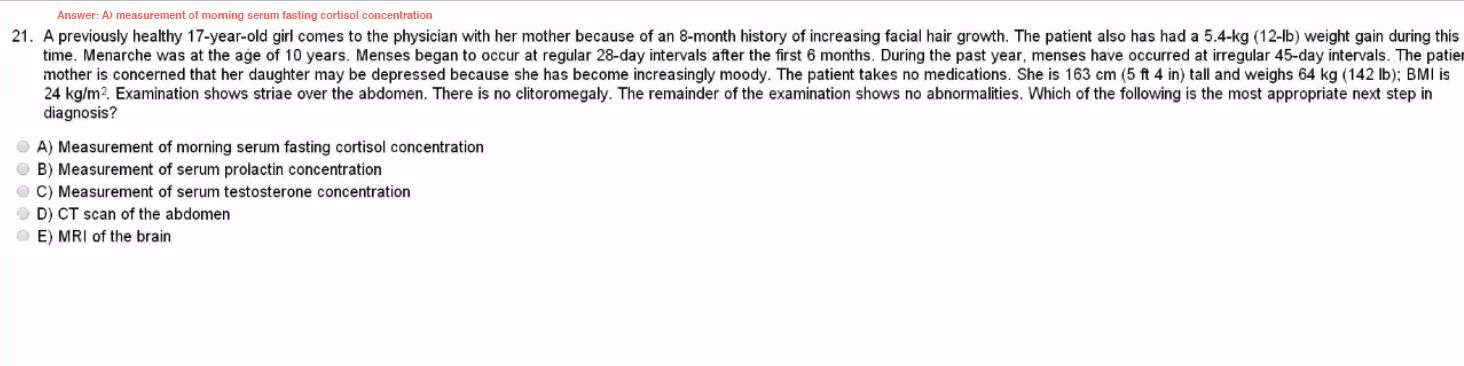 Answer: A) measurement of morning serum fasting cortisol concentration
21. A previously healthy 17-year-old girl comes to the physician with her mother because of an 8-month history of increasing facial hair growth. The patient also has had a 5.4-kg (12-lb) weight gain during this
time. Menarche was at the age of 10 years. Menses began to occur at regular 28-day intervals after the first 6 months. During the past year, menses have occurred at irregular 45-day intervals. The patier
mother is concerned that her daughter may be depressed because she has become increasingly moody. The patient takes no medications. She is 163 cm (5 ft 4 in) tall and weighs 64 kg (142 lb); BMI is
24 kg/m². Examination shows striae over the abdomen. There is no clitoromegaly. The remainder of the examination shows no abnormalities. Which of the following is the most appropriate next step in
diagnosis?
A) Measurement of morning serum fasting cortisol concentration
B) Measurement of serum prolactin concentration
C) Measurement of serum testosterone concentration
D) CT scan of the abdomen
E) MRI of the brain